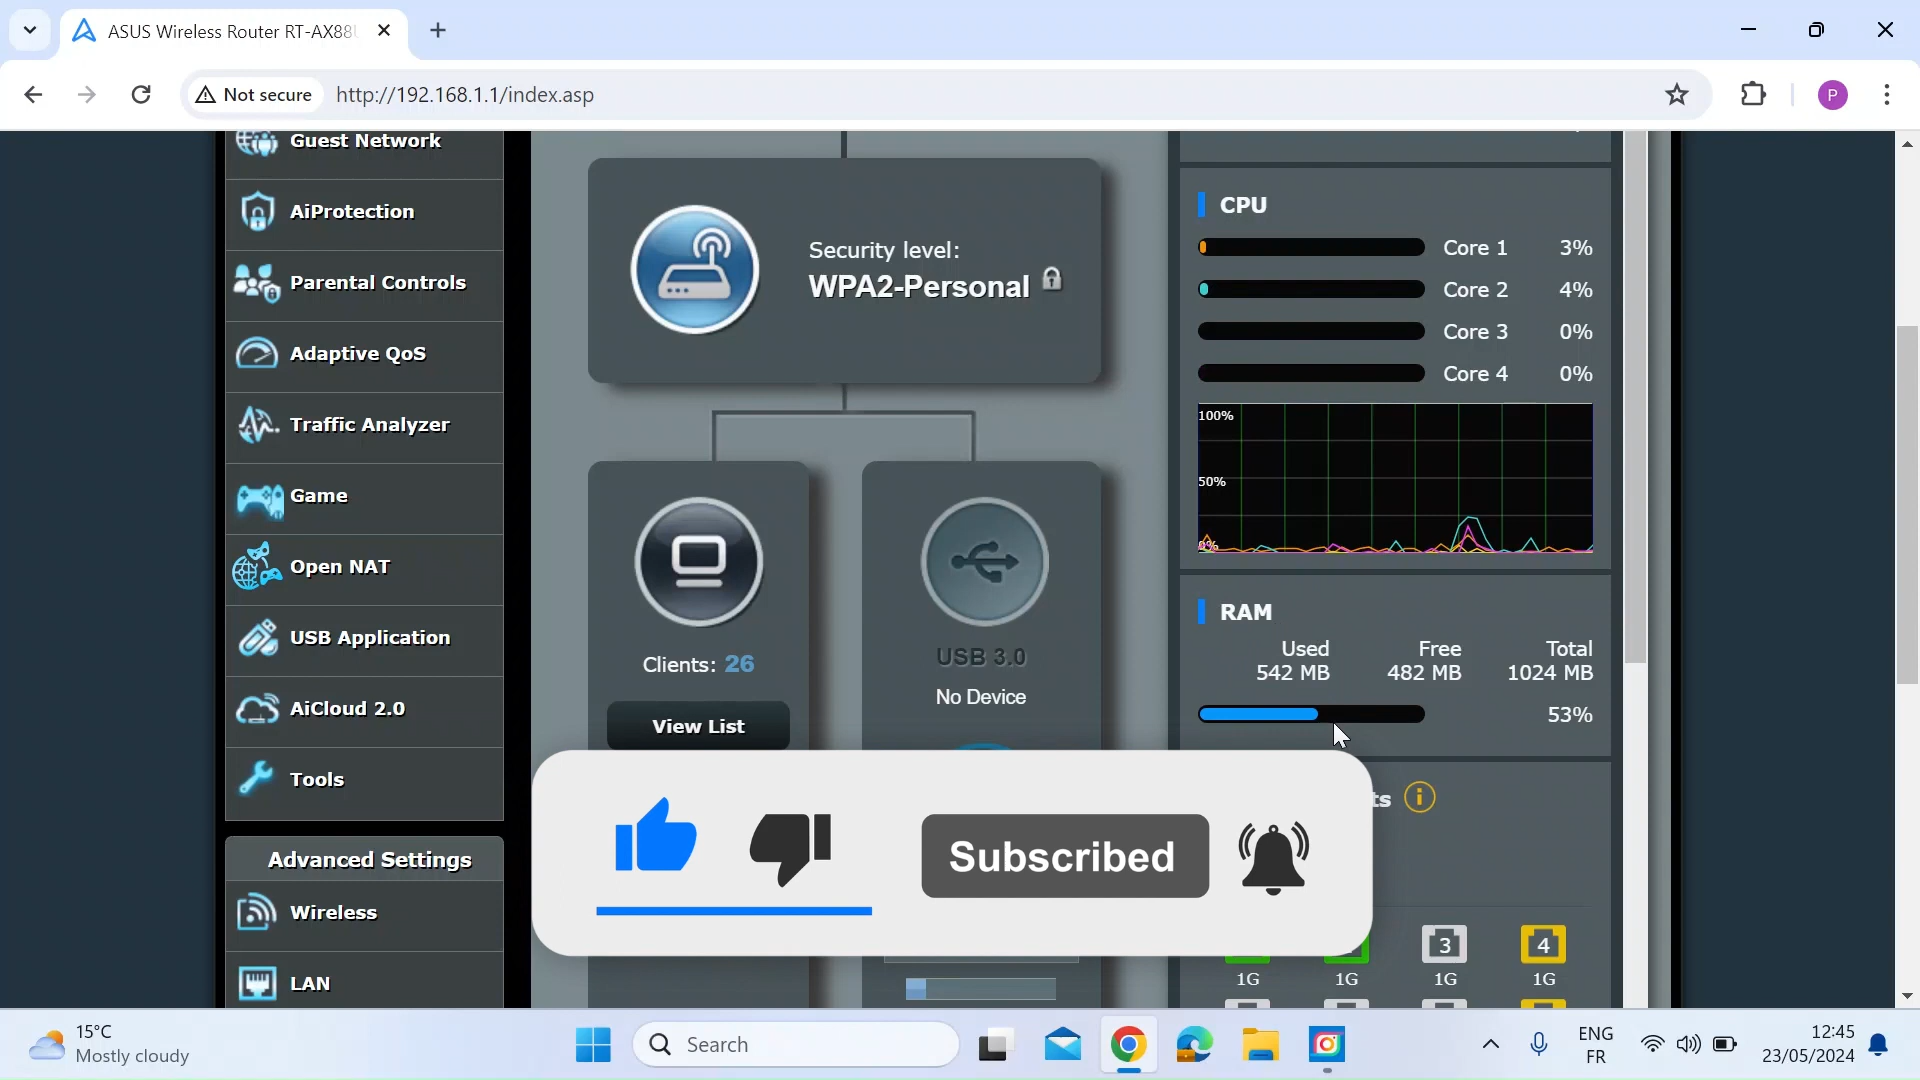 ASUS Wireless Router RT-AX88
Not secure
http://192.168.1.1/index.asp
P
Guest Network
AiProtection
Parental Controls
Adaptive QoS
Traffic Analyzer
Game
Open NAT
USB Application
AiCloud 2.0
Tools
Advanced Settings
Wireless
LAN
Security level:
WPA2-Personal
Clients: 26
View List
USB 3.0
No Device
CPU
Core 1 3%
Core 2 4%
Core 3 0%
Core 4 0%
100%
50%
0%
RAM
Used Free Total
542 MB 482 MB 1024 MB
53%
ts
3 4
1G 1G 1G 1G
Subscribed
15°C
Mostly cloudy
Search
ENG
FR
12:45
23/05/2024